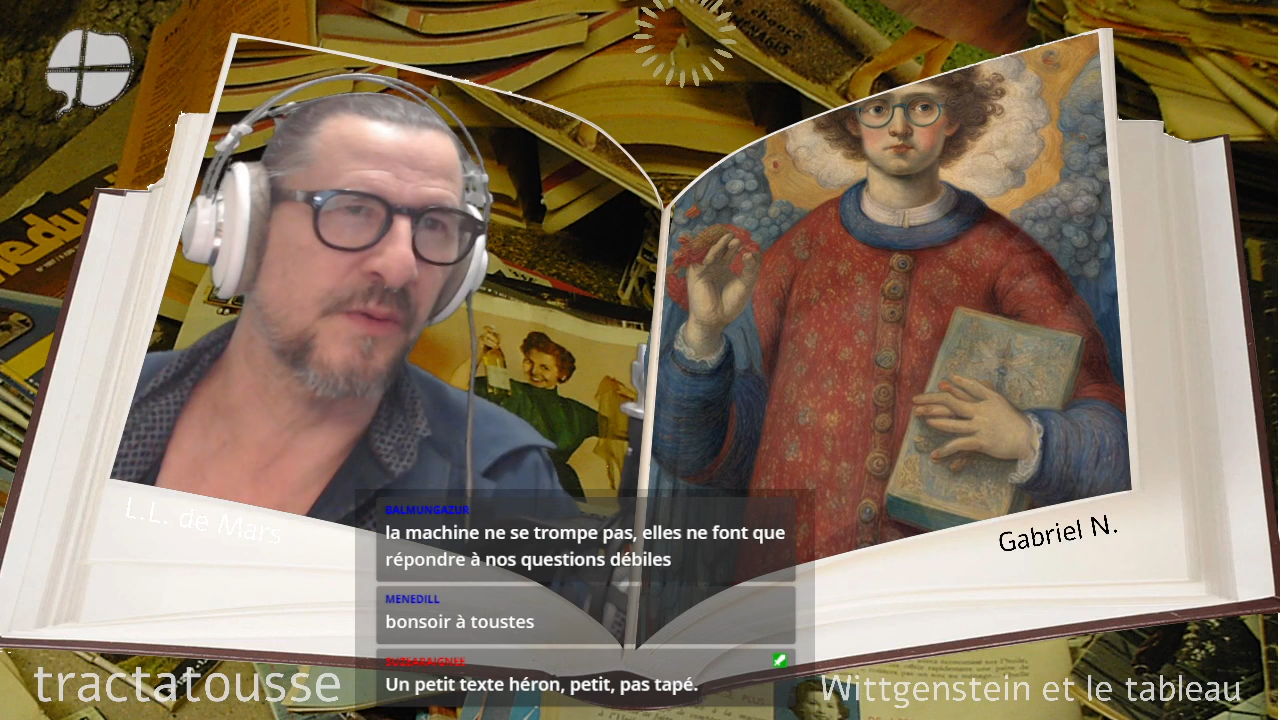 L.L. de Mars
Gabriel N.
BALMUNGAZUR
la machine ne se trompe pas, elles ne font que
répondre à nos questions débiles
MENEDILL
bonsoir à toustes
SUZEARAIGNEE
Un petit texte héron, petit, pas tapé.
tractatousse
Wittgenstein et le tableau